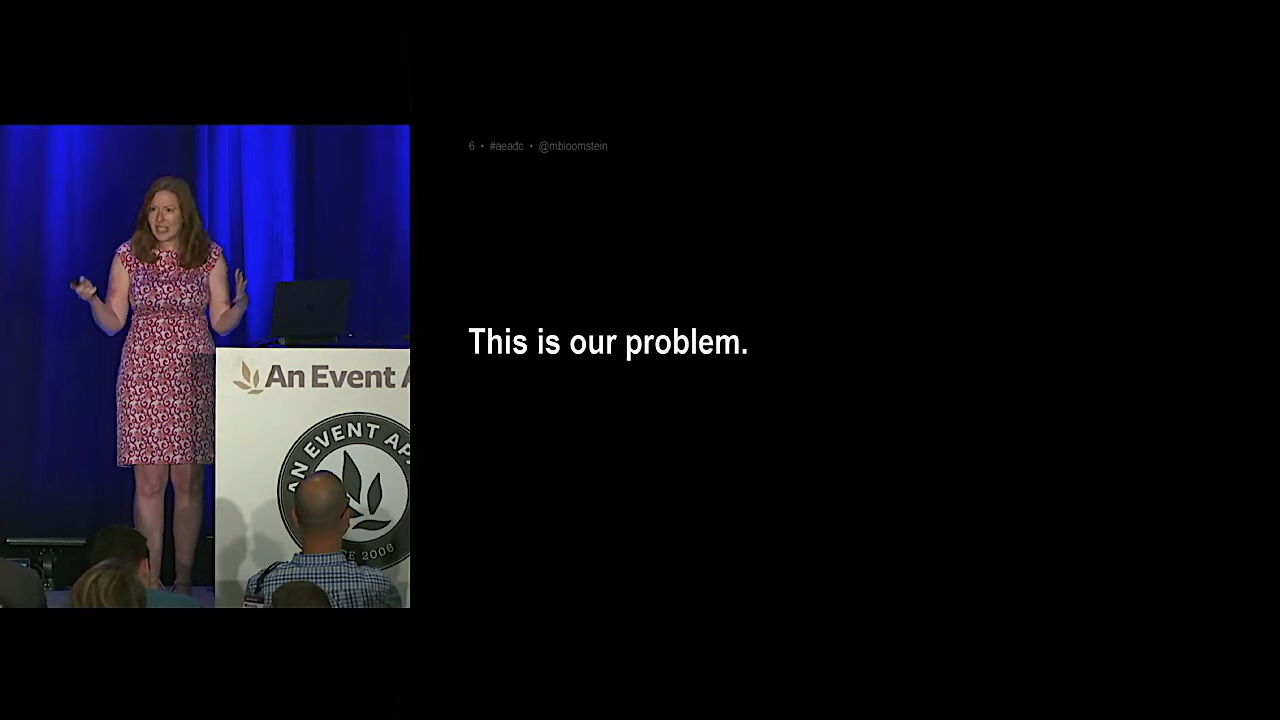 6 • #aeadc • @mbloomstein
This is our problem.
An Event A
AN EVENT AP
CE 2006